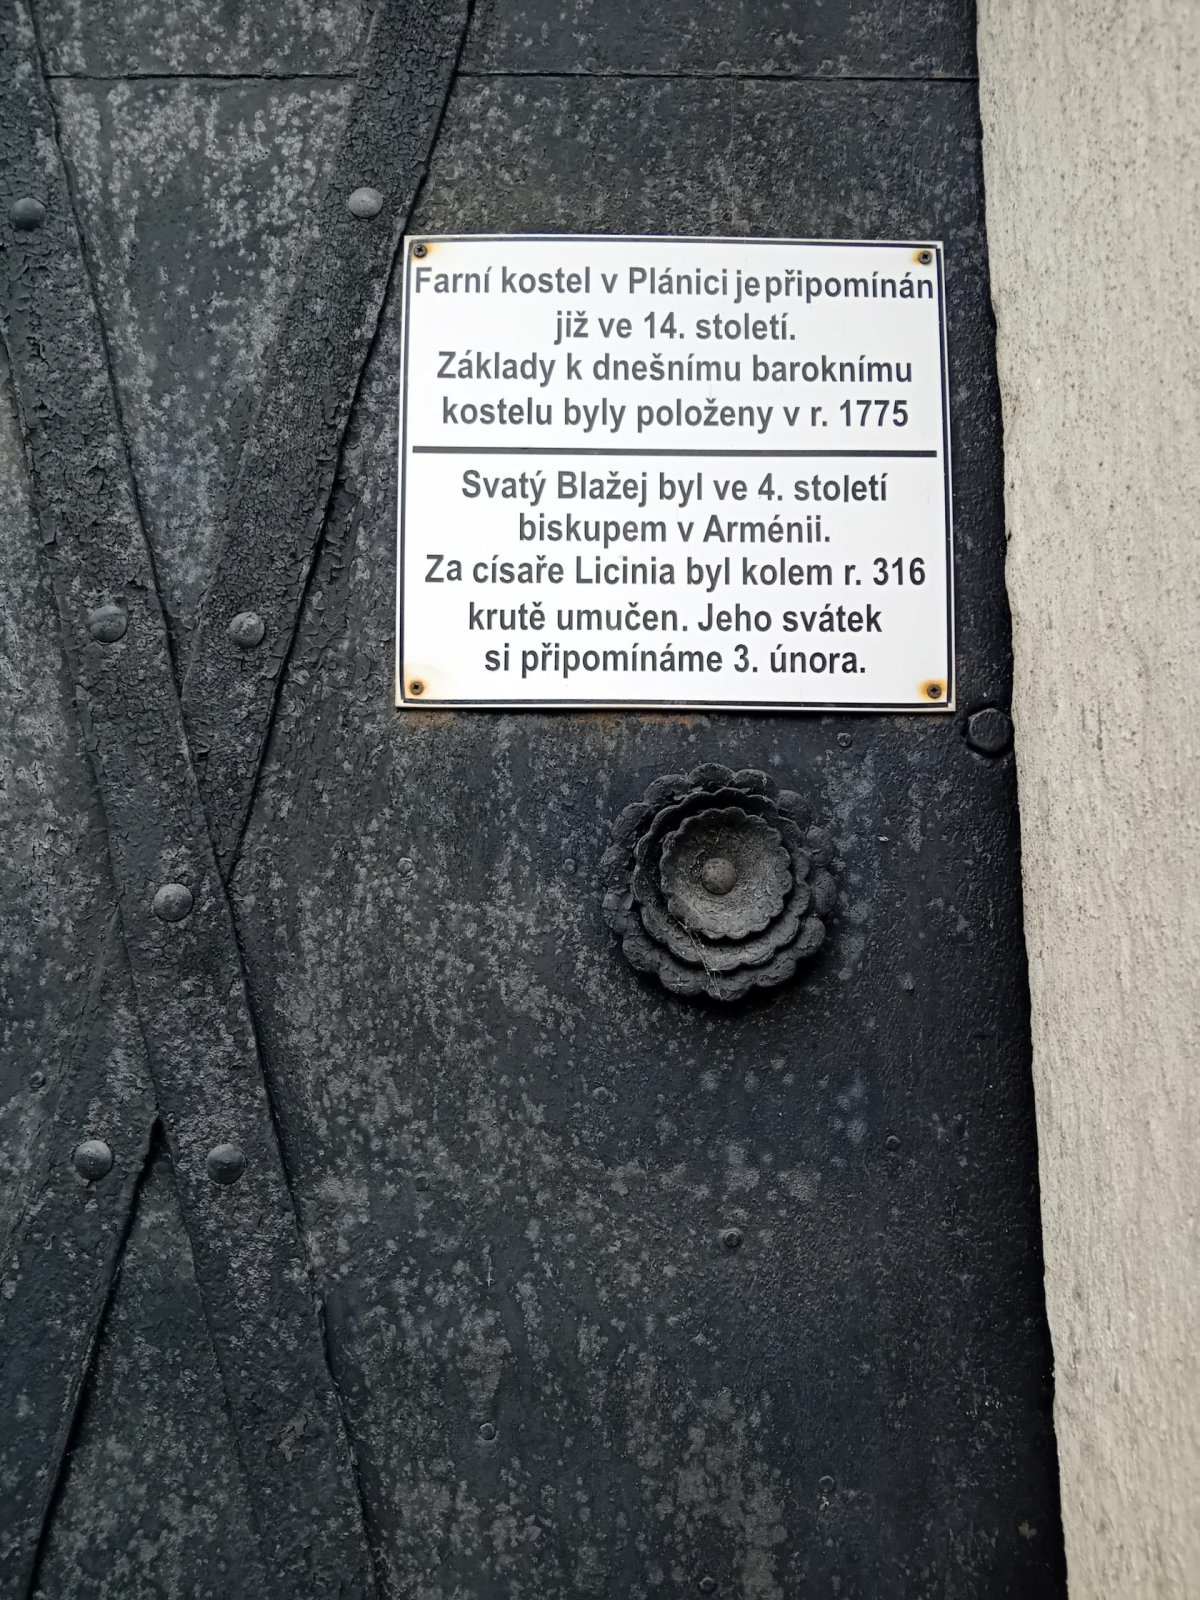 Farní kostel v Plánici je připomínán
již ve 14. století.
Základy k dnešnímu baroknímu
kostelu byly položeny v r. 1775
Svatý Blažej byl ve 4. století
biskupem v Arménii.
Za císaře Licinia byl kolem r. 316
krutě umučen. Jeho svátek
si připomínáme 3. února.